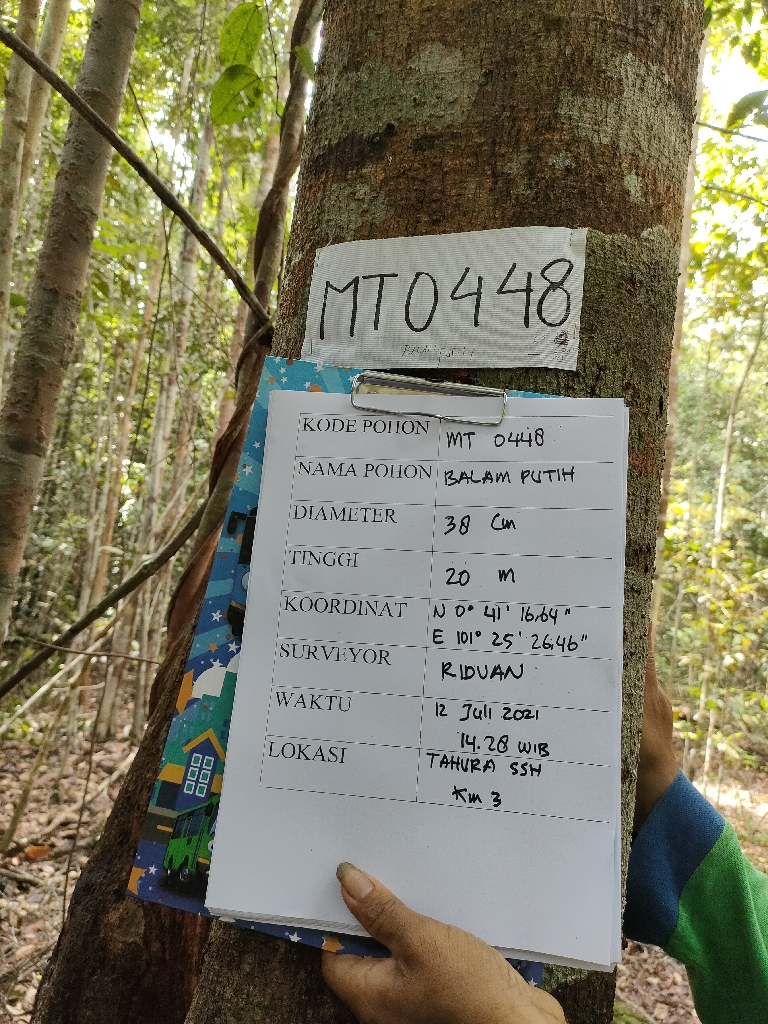 MT0448
KODE POHON MT 0448
NAMA POHON BALAM PUTIH
DIAMETER 38 Cm
TINGGI 20 m
KOORDINAT N 0° 41' 16,64"
E 101° 25' 26,46"
SURVEYOR RIDUAN
WAKTU 12 Juli 2021
14.28 WIB
LOKASI TAHURA SSH
Km 3